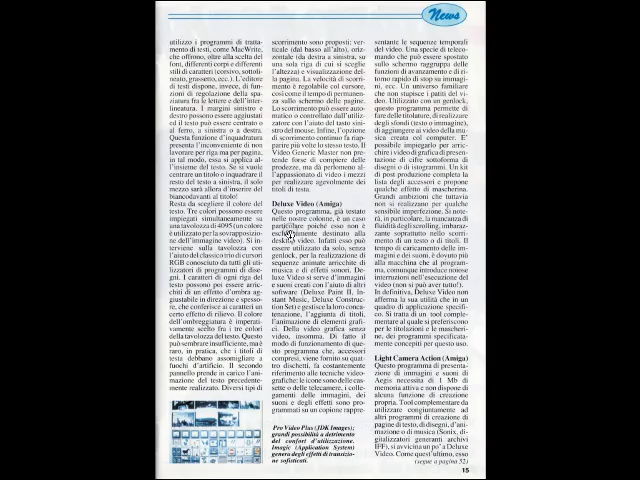 News
utilizzo i programmi di tratta-
mento di testi, come MacWrite,
che offrono, oltre alla scelta del
font, differenti corpi e differenti
stili di caratteri (corsivo, sottoli-
neato, grassetto, ecc.). L'editore
di testi dispone, invece, di fun-
zioni di regolazione della spa-
ziatura fra le lettere e dell'inter-
lineatura. I margini sinistro e
destro possono essere aggiustati
ed il testo può essere centrato o
al ferro, a sinistra o a destra.
Questa funzione d'inquadratura
presenta l'inconveniente di non
lavorare per riga ma per pagina,
in tal modo, essa si applica al-
l'insieme del testo. Se si vuole
centrare un titolo o inquadrare il
resto del testo a sinistra, il solo
mezzo sarà allora d'inserire del
biancodavanti al titolo!
Resta da scegliere il colore del
testo. Tre colori possono essere
impiegati simultaneamente su
una tavolozza di 4095 (un colore
è utilizzato per la sovrapposizio-
ne dell'immagine video). Si in-
terviene sulla tavolozza con
l'aiuto del classico trio di cursori
RGB conosciuto da tutti gli uti-
lizzatori di programmi di dise-
gni. I caratteri di ogni riga del
testo possono poi essere arric-
chiti di un effetto d'ombra ag-
giustabile in direzione e spesso-
re, che conferisce ai caratteri un
certo effetto di rilievo. Il colore
dell'ombreggiatura è imperati-
vamente scelto fra i tre colori
della tavolozza del testo. Questo
può sembrare insufficiente, ma è
raro, in pratica, che i titoli di
testa debbano assomigliare a
fuochi d'artificio. Il secondo
pannello prende in carico l'ani-
mazione del testo precedente-
mente realizzato. Diversi tipi di
scorrimento sono proposti: ver-
ticale (dal basso all'alto), oriz-
zontale (da destra a sinistra, su
una sola riga di cui si sceglie
l'altezza) e visualizzazione del-
la pagina. La velocità di scorri-
mento è regolabile col cursore,
così come il tempo di permanen-
za sullo schermo delle pagine.
Lo scorrimento può essere auto-
matico o controllato dall'utiliz-
zatore con l'aiuto del tasto sini-
stro del mouse. Infine, l'opzione
di scorrimento continuo fa riap-
parire più volte lo stesso testo. Il
Video Generic Master non pre-
tende forse di compiere delle
prodezze, ma dà perlomeno al-
l'appassionato di video i mezzi
per realizzare agevolmente dei
titoli di testa.
Deluxe Video (Amiga)
Questo programma, già testato
nelle nostre colonne, è un caso
particolare poiché esso non è
esclusivamente destinato alla
desktop video. Infatti esso può
essere utilizzato da solo, senza
genlock, per la realizzazione di
sequenze animate arricchite di
musica e di effetti sonori. De-
luxe Video si serve d'immagini
e suoni creati con l'aiuto di altri
software (Deluxe Paint II, In-
stant Music, Deluxe Construc-
tion Set) e gestisce la loro conca-
tenazione, l'aggiunta di titoli,
l'animazione di elementi grafi-
ci. Della video grafica senza
video, insomma. Di fatto il
modo di funzionamento di que-
sto programma che, accessori
compresi, viene fornito su quat-
tro dischetti, fa costantemente
riferimento alle tecniche video-
grafiche: le icone sono delle cas-
sette o delle telecamere, i colle-
gamenti delle immagini, dei
suoni e degli effetti sono pro-
grammati su un copione rappre-
Pro Video Plus (JDK Images);
grandi possibilità a detrimento
del confort d'utilizzazione.
Imagic (Application System)
genera degli effetti di transizio-
ne sofisticati.
sentante le sequenze temporali
del video. Una specie di teleco-
mando che può essere spostato
sullo schermo raggruppa delle
funzioni di avanzamento e di ri-
torno rapido di stop su immagi-
ni, ecc. Un universo familiare
che non stupisce i patiti del vi-
deo. Utilizzato con un genlock,
questo programma permette di
fare delle titolature, di realizzare
degli sfondi (testo o immagine),
di aggiungere ai video della mu-
sica creata col computer. E'
possibile impiegarlo per arric-
chire i video di grafica di presen-
tazione di cifre sottoforma di
disegni o di istogrammi. Un kit
di post produzione completa la
lista degli accessori e propone
qualche effetto di mascherina.
Grandi ambizioni che tuttavia
non si realizzano per qualche
sensibile imperfezione. Si note-
rà, in particolare, la mancanza di
fluidità degli scrolling, imbaraz-
zante soprattutto nello scorri-
mento di un testo o di titoli. Il
tempo di caricamento delle im-
magini e dei suoni, è dovuto più
alla macchina che al program-
ma, comunque introduce noiose
interruzioni nell'esecuzione del
video (non si può aver tutto!).
In definitiva, Deluxe Video non
afferma la sua utilità che in un
quadro di applicazione specifi-
co. Si tratta di un tool comple-
mentare al quale si preferiscono
per le titolazioni e le mascheri-
ne, dei programmi specificata-
mente concepiti per questo uso.
Light Camera Action (Amiga)
Questo programma di presenta-
zione di immagini e suoni di
Aegis necessita di 1 Mb di
memoria attiva e non dispone di
alcuna funzione di creazione
propria. Tool complementare da
utilizzare congiuntamente ad
altri programmi di creazione di
pagine di testo, di disegni, d'ani-
mazione o di musica (Sonix, di-
gitalizzatori generanti archivi
IFF), si avvicina un po' a Deluxe
Video. Come quest'ultimo, esso
(segue a pagina 52)
15